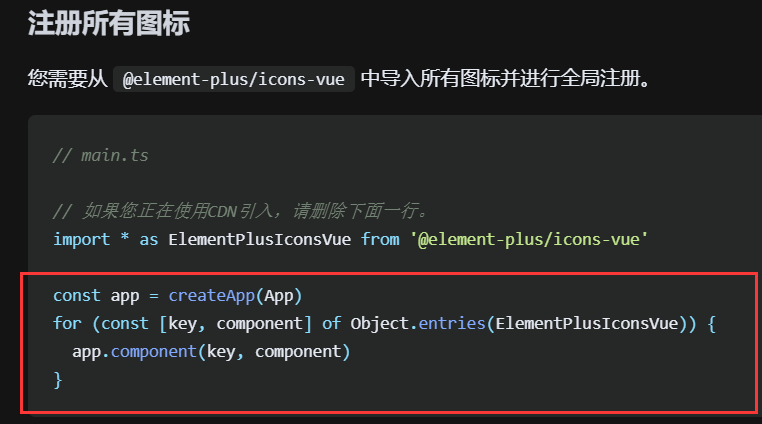 注册所有图标
您需要从 @element-plus/icons-vue 中导入所有图标并进行全局注册。
// main.ts
// 如果您正在使用CDN引入，请删除下面一行。
import * as ElementPlusIconsVue from '@element-plus/icons-vue'
const app = createApp(App)
for (const [key, component] of Object.entries(ElementPlusIconsVue)) {
  app.component(key, component)
}